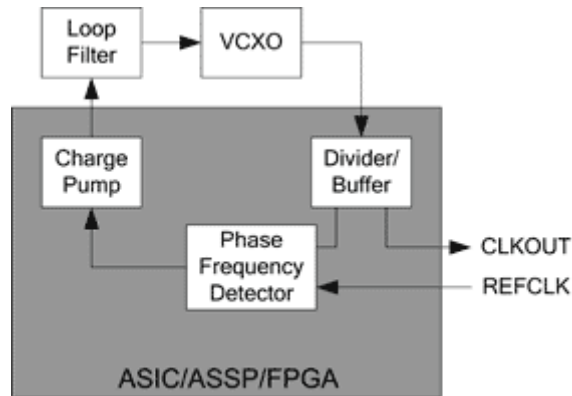 Loop
Filter
VCXO
Charge
Pump
Divider/
Buffer
Phase
Frequency
Detector
CLKOUT
REFCLK
ASIC/ASSP/FPGA